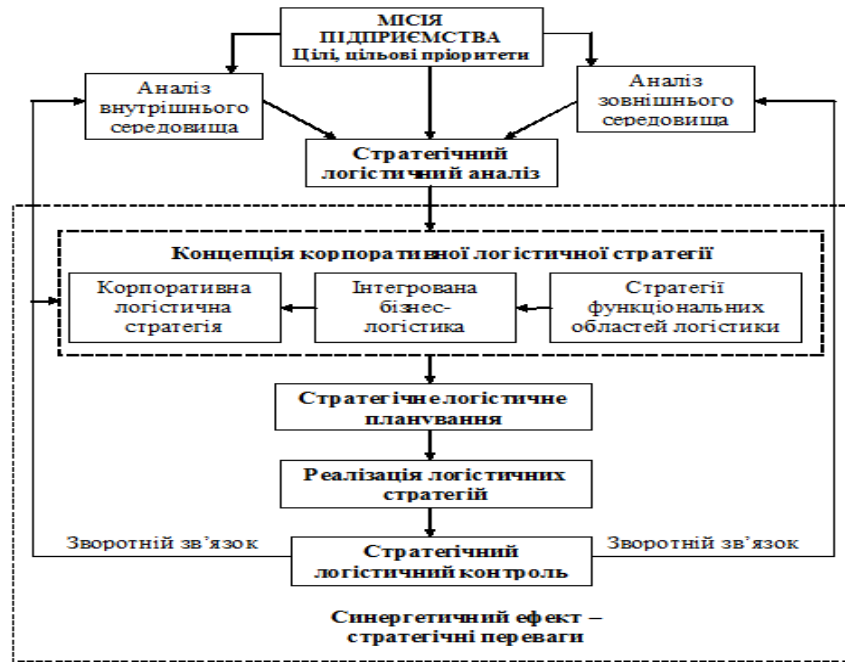 МІСІЯ
ПІДПРИЄМСТВА
Цілі, цільові пріоритети
Аналіз
внутрішнього
середовища
Аналіз
зовнішнього
середовища
Стратегічний
логістичний аналіз
Концепція корпоративної логістичної стратегії
Корпоративна
логістична
стратегія
Інтегрована
бізнес-
логістика
Стратегії
функціональних
областей логістики
Стратегічне логістичне
планування
Реалізація логістичних
стратегій
Зворотній зв’язок
Стратегічний
логістичний контроль
Зворотній зв’язок
Синергетичний ефект –
стратегічні переваги